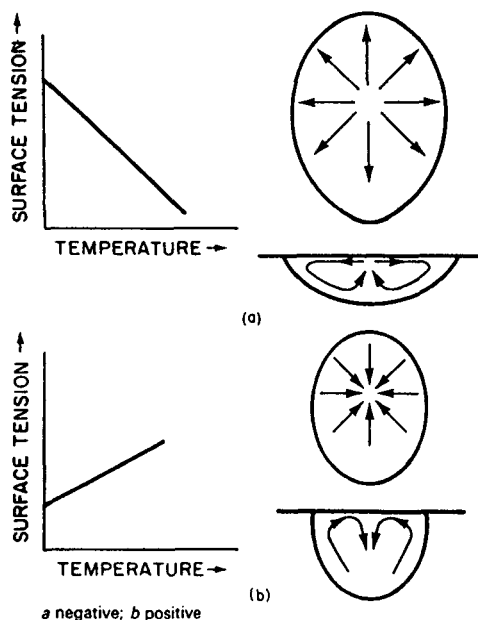 SURFACE TENSION →
TEMPERATURE →
(a)
SURFACE TENSION →
TEMPERATURE →
(b)
a negative; b positive